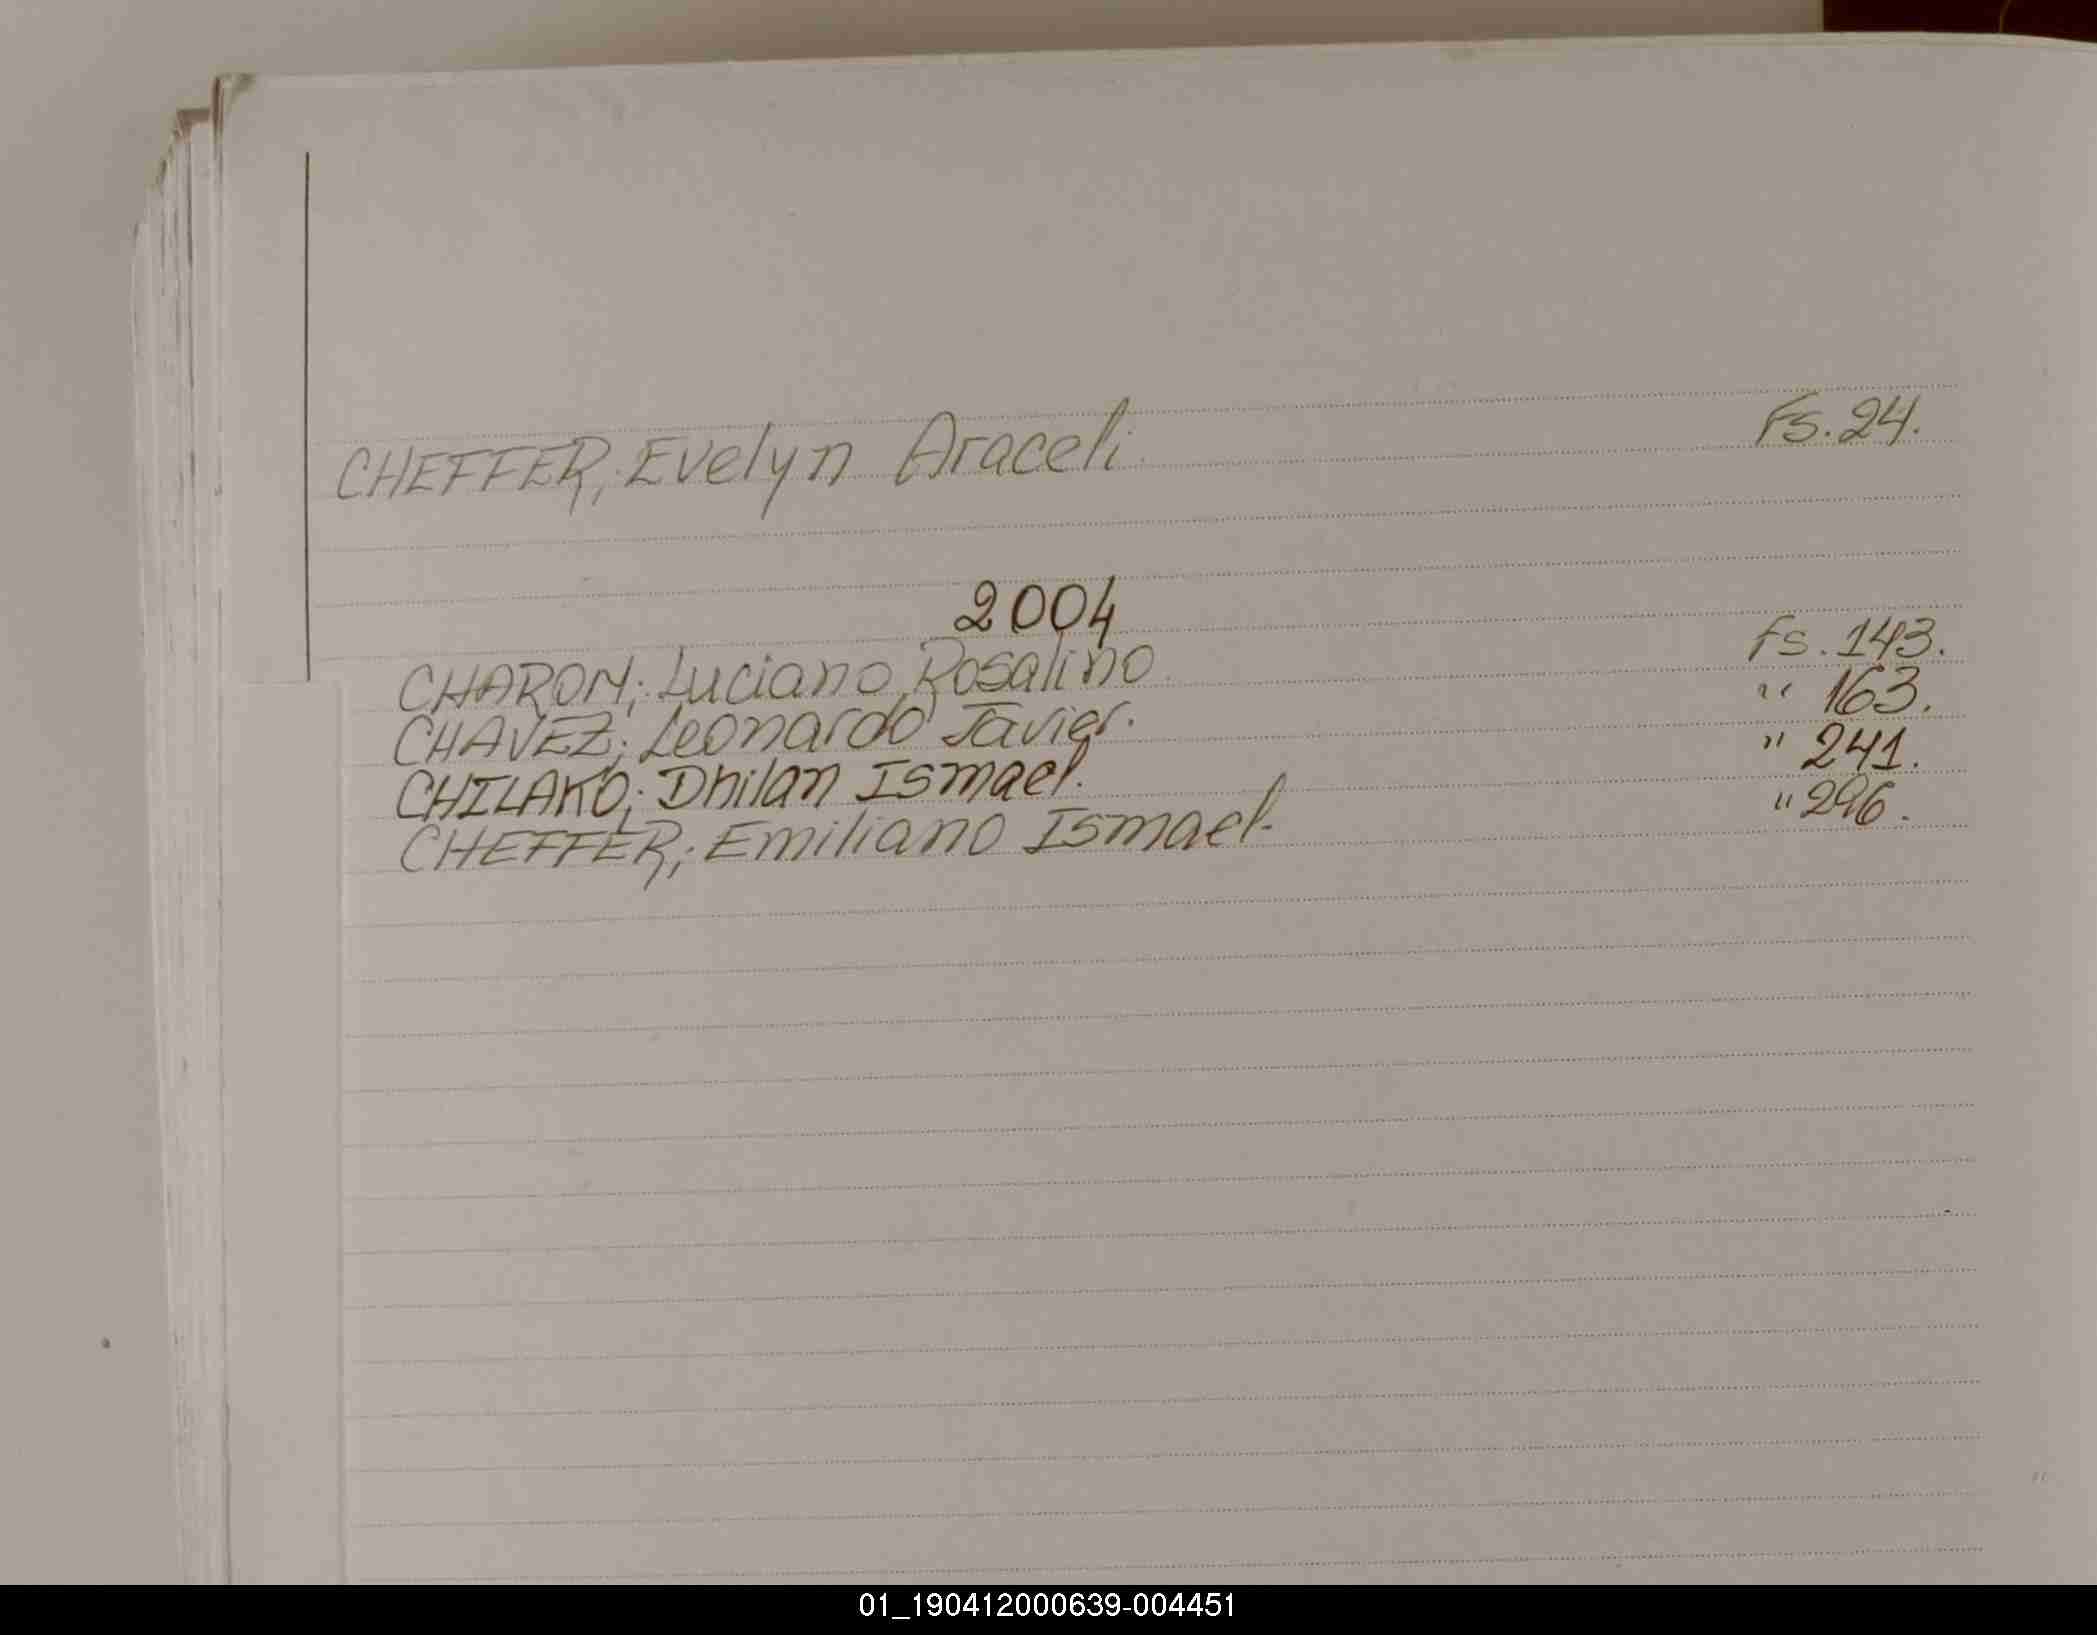 CHEFFER; Evelyn Araceli Fs. 24.
2004
CHARON; Luciano Rosalino. Fs. 143.
CHAVEZ; Leonardo Javier. " 163.
CHILAKO; Dhilan Ismael. " 241.
CHEFFER; Emiliano Ismael. " 296.
01_190412000639-004451